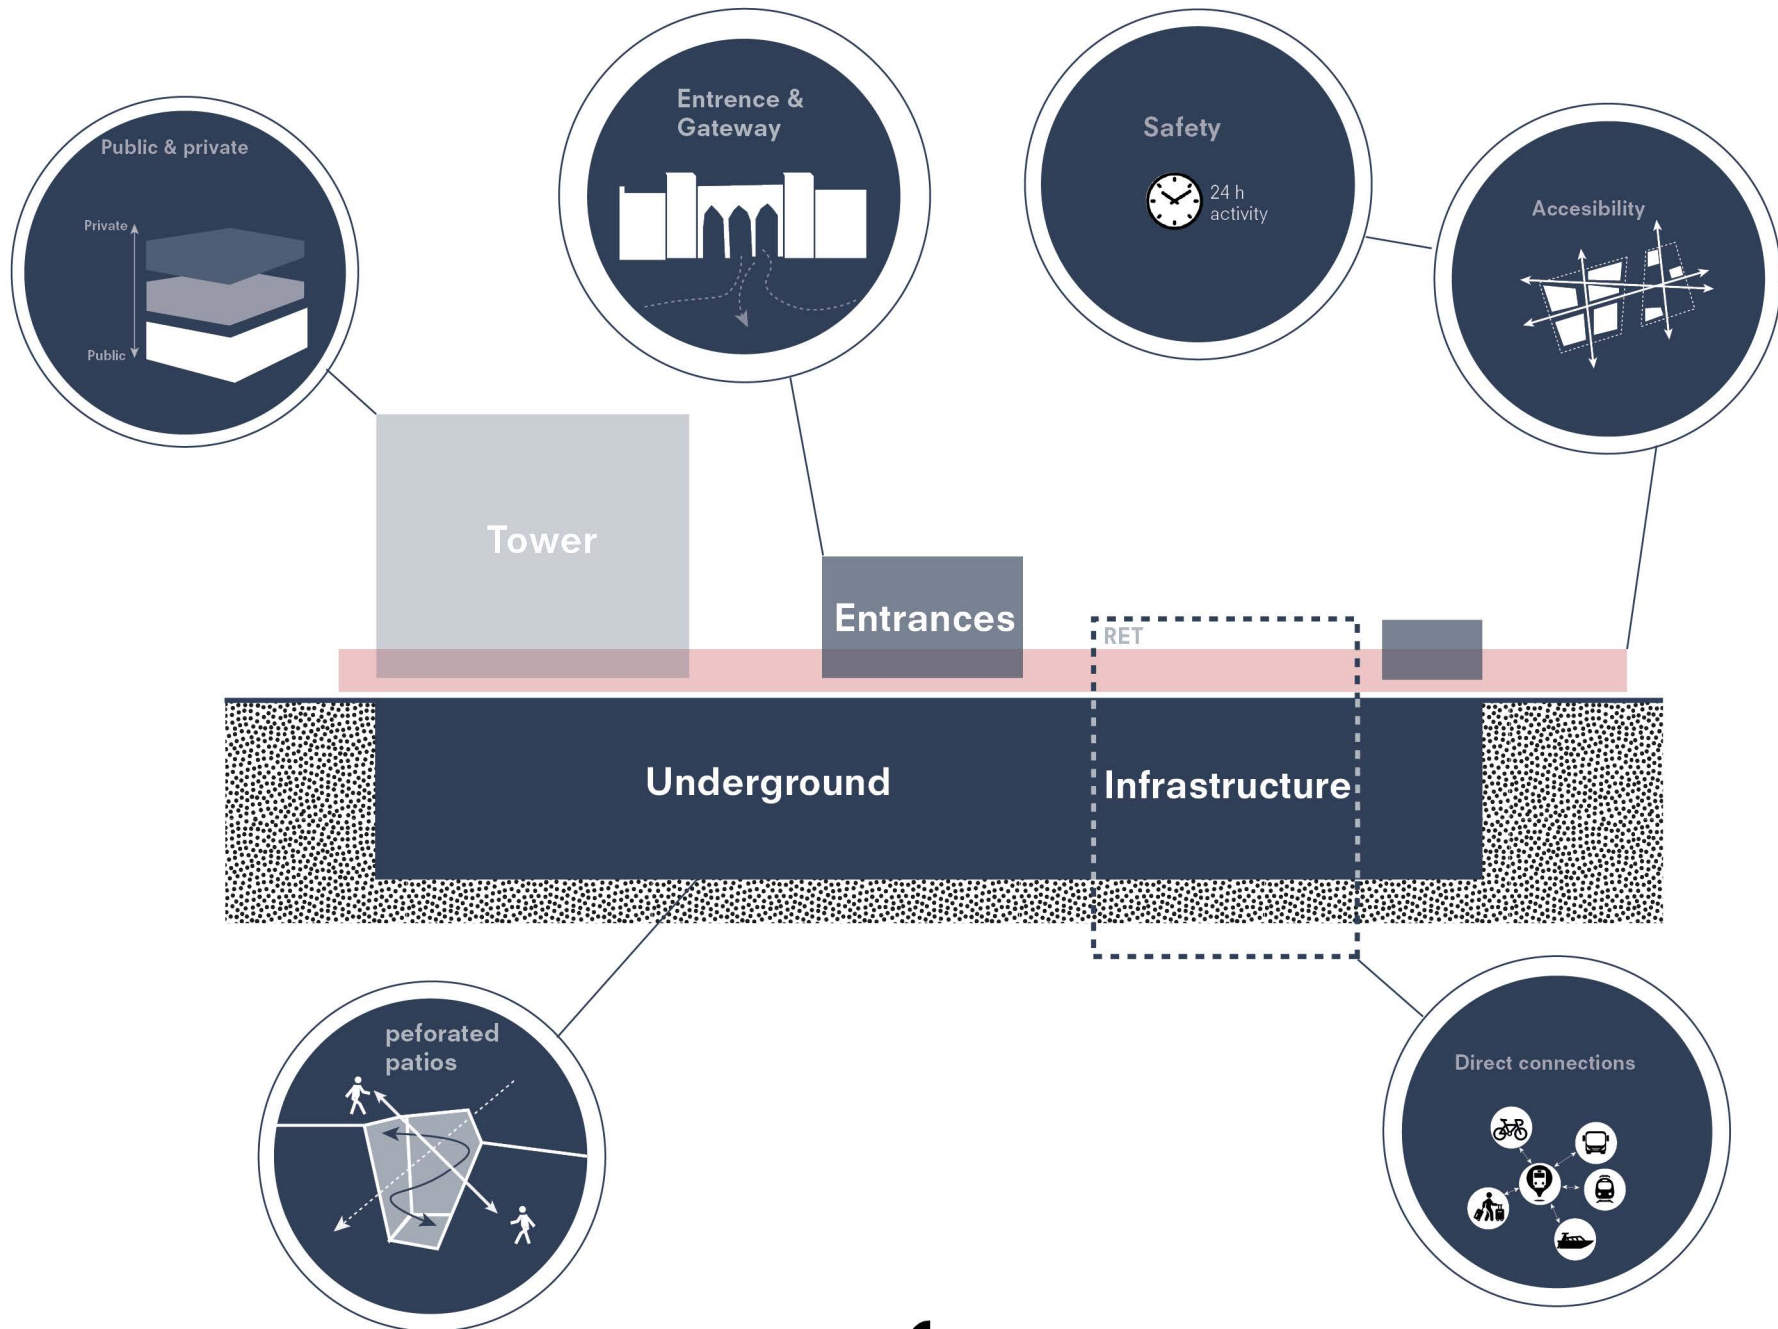 Public & private
Private
Public
Entrence &
Gateway
Safety
24 h
activity
Accesibility
Tower
Entrances
RET
Underground
Infrastructure
peforated
patios
Direct connections